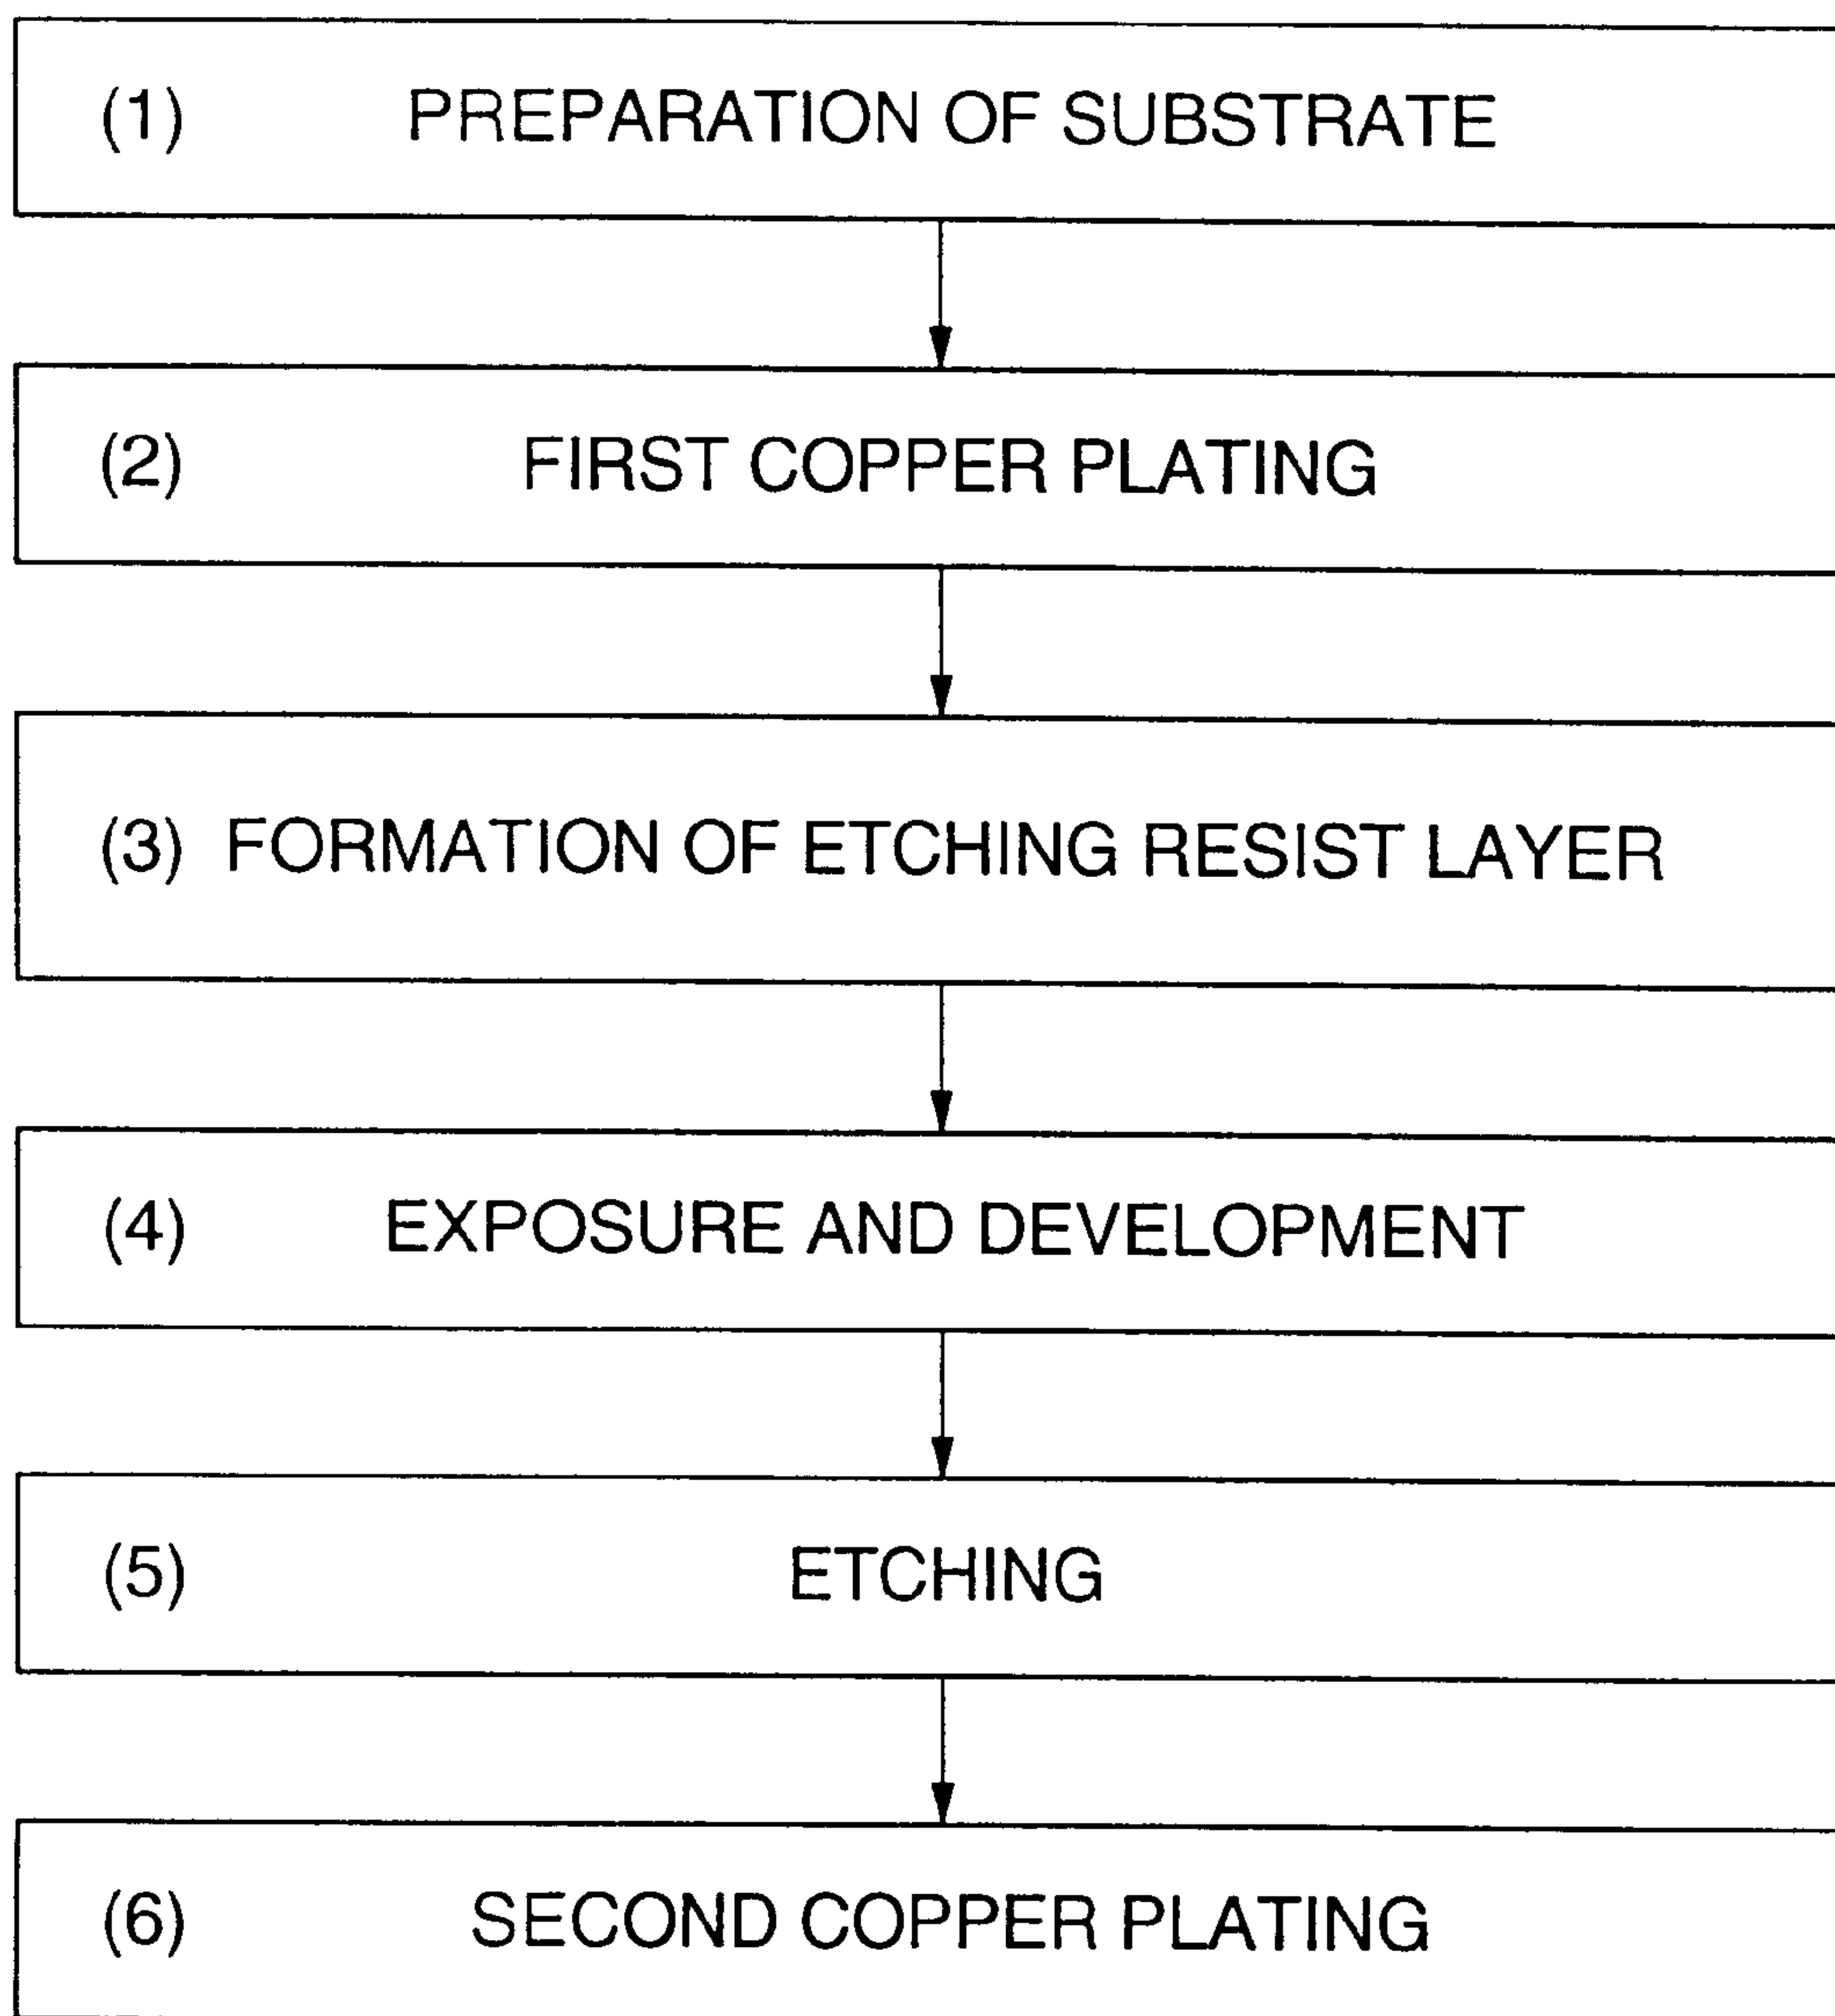 (1) PREPARATION OF SUBSTRATE
(2) FIRST COPPER PLATING
(3) FORMATION OF ETCHING RESIST LAYER
(4) EXPOSURE AND DEVELOPMENT
(5) ETCHING
(6) SECOND COPPER PLATING